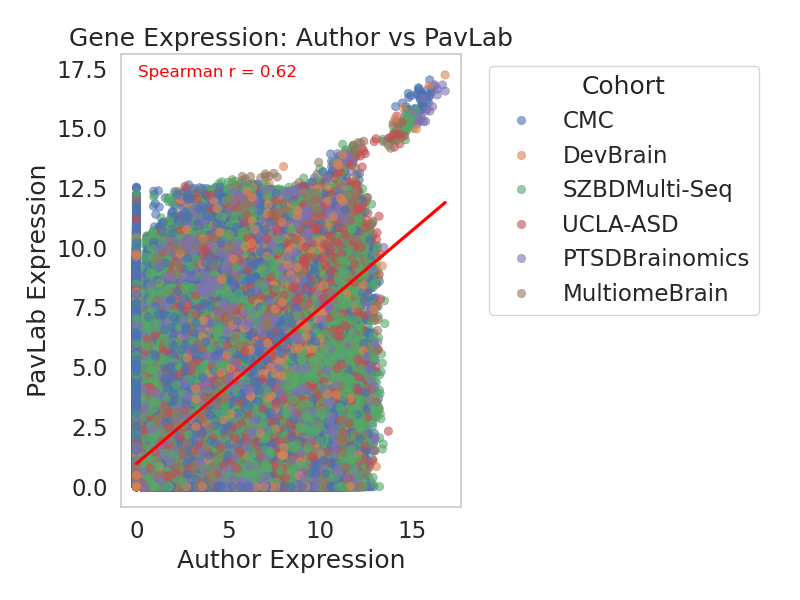 Gene Expression: Author vs PavLab
Spearman r = 0.62
17.5
15.0
12.5
10.0
7.5
5.0
2.5
0.0
PavLab Expression
0 5 10 15
Author Expression
Cohort
CMC
DevBrain
SZBDMulti-Seq
UCLA-ASD
PTSDBrainomics
MultiomeBrain